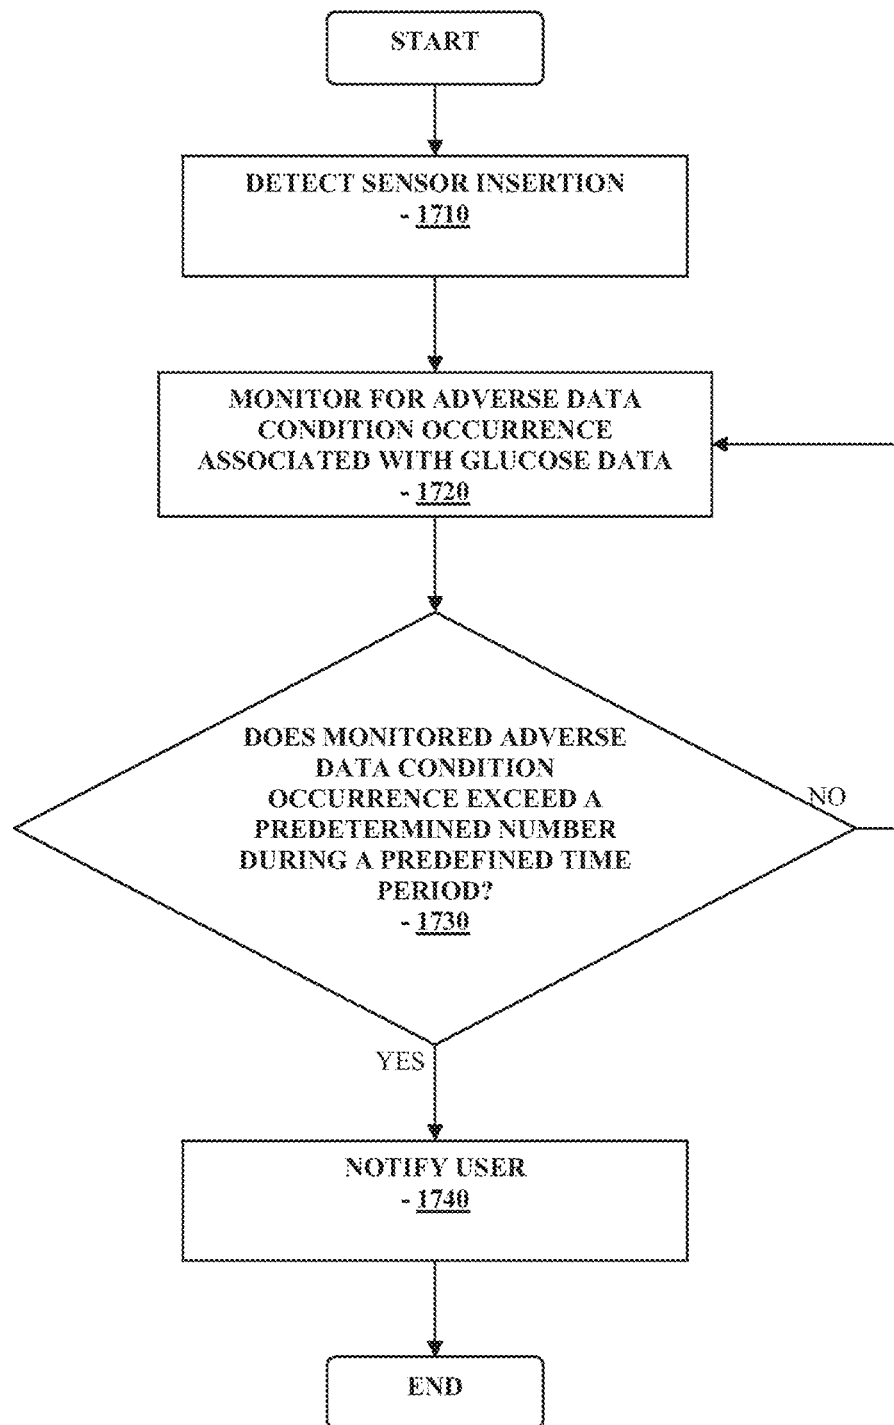 START
DETECT SENSOR INSERTION
- 1710
MONITOR FOR ADVERSE DATA
CONDITION OCCURRENCE
ASSOCIATED WITH GLUCOSE DATA
- 1720
DOES MONITORED ADVERSE
DATA CONDITION
OCCURRENCE EXCEED A
PREDETERMINED NUMBER
DURING A PREDEFINED TIME
PERIOD?
- 1730
NO
YES
NOTIFY USER
- 1740
END